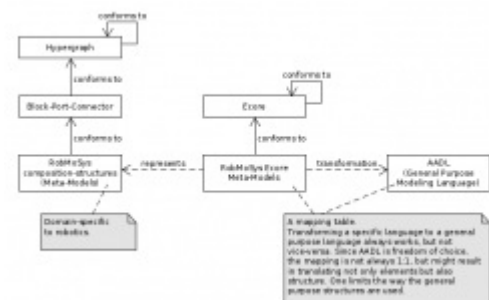 conforms to
Hypergraph
conforms to
conforms to
Block-Port-Connector
Ecore
conforms to
conforms to
RobMoSys
composition-structures
(Meta-Models)
represents
RobMoSys Ecore
Meta-Models
transformation
AADL
(General Purpose
Modeling Language)
Domain-specific
to robotics.
A mapping table.
Transforming a specific language to a general
purpose language always works, but not
vice-versa. Since AADL is freedom of choice,
the mapping is not always 1:1, but might result
in translating not only elements but also
structure. One limits the way the general
purpose structures are used.